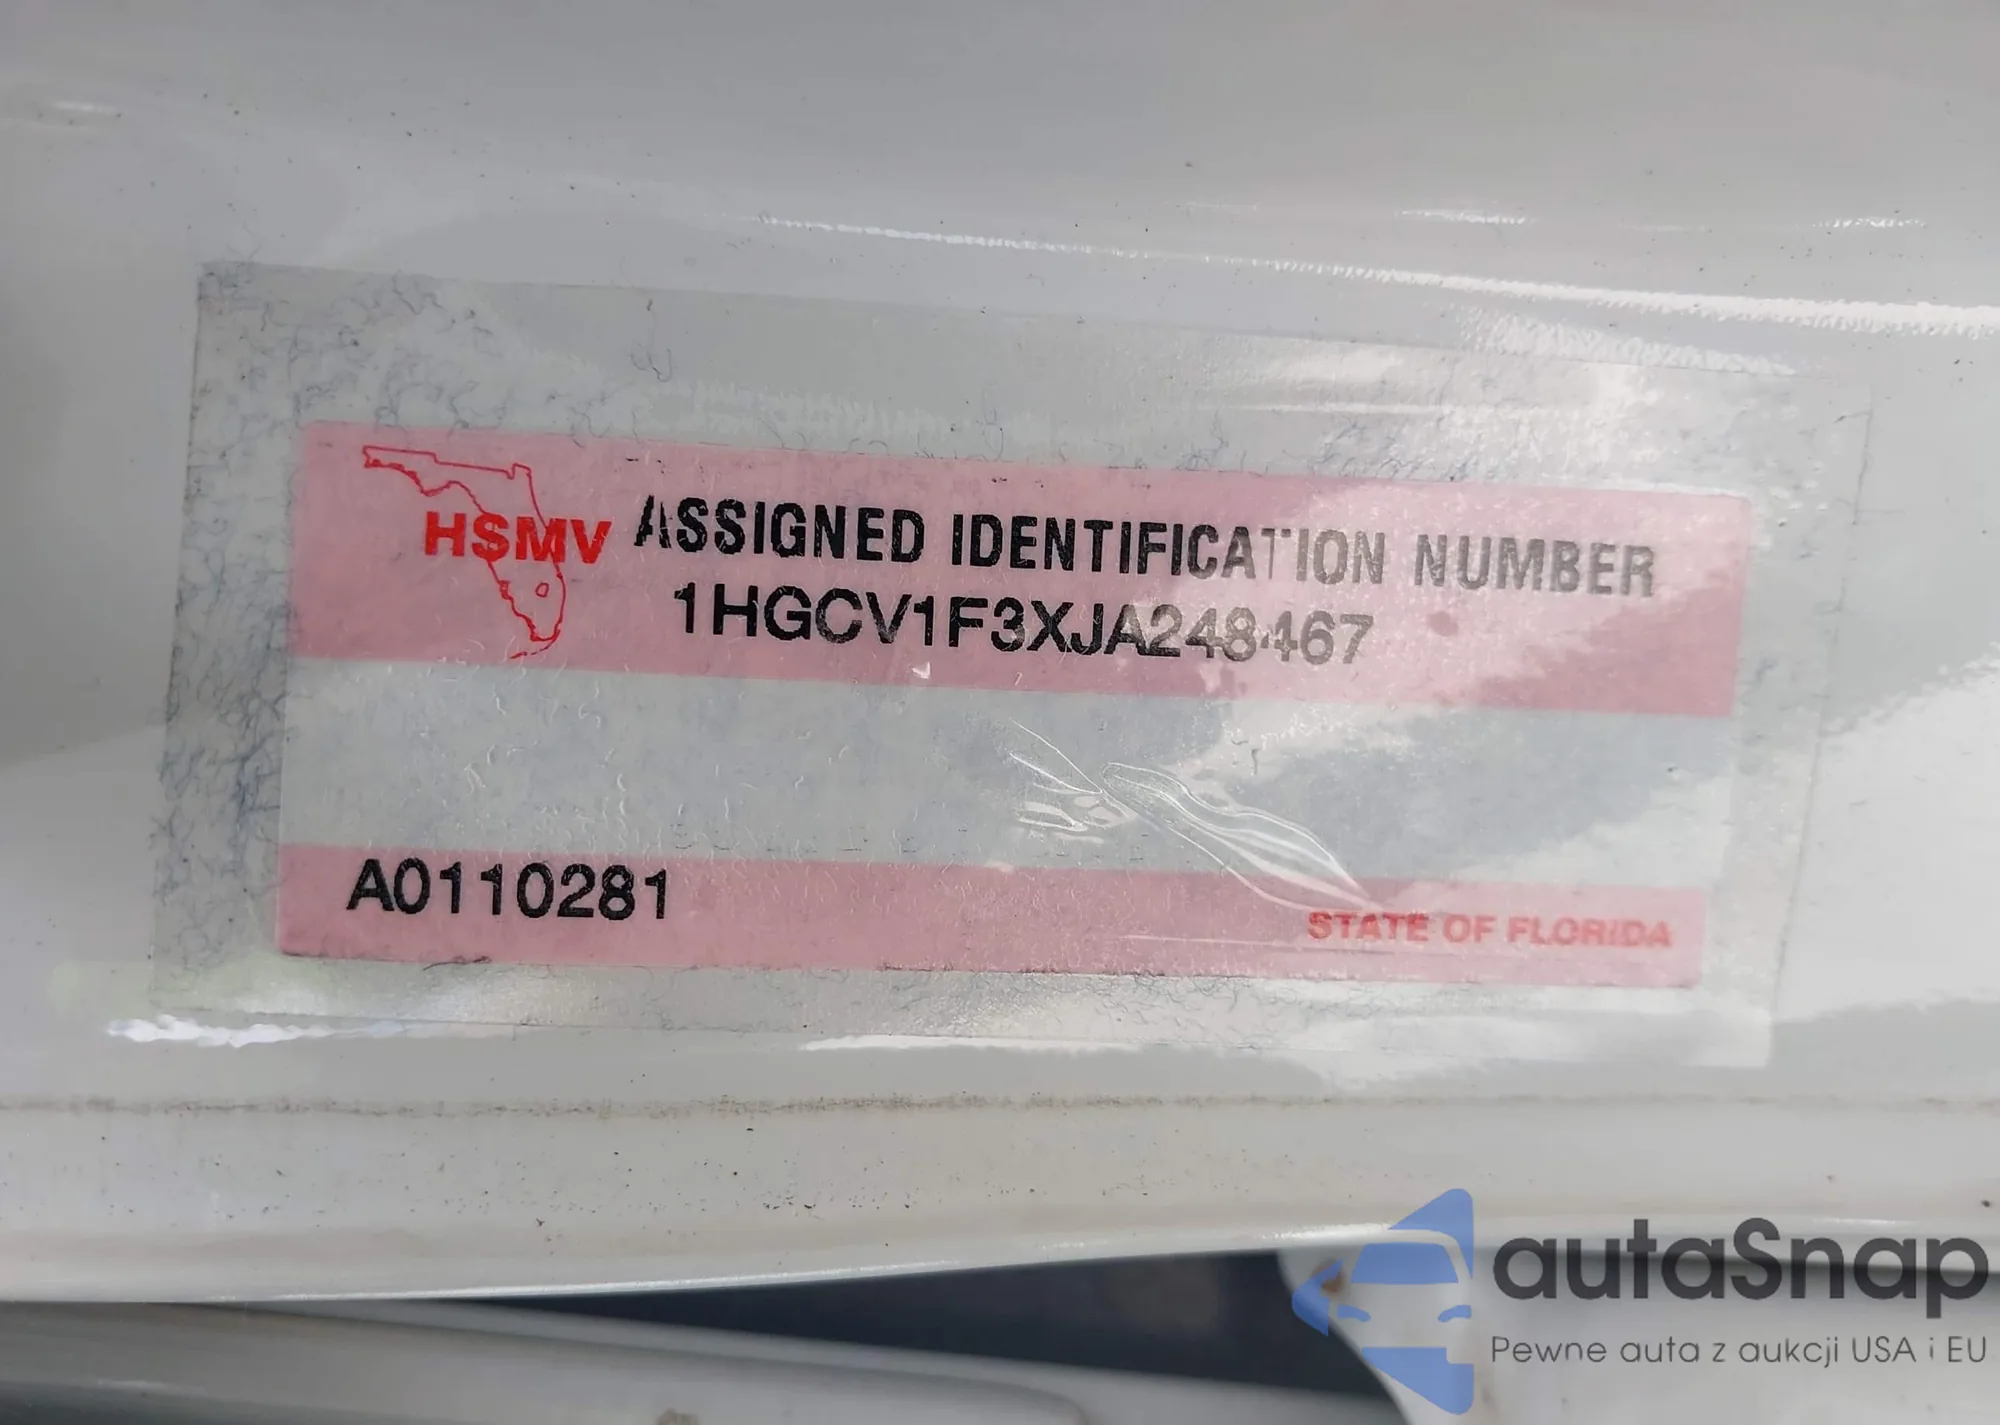 HSMV ASSIGNED IDENTIFICATION NUMBER
1HGCV1F3XJA248467
A0110281
STATE OF FLORIDA
autaSnap
Pewne auta z aukcji USA i EU